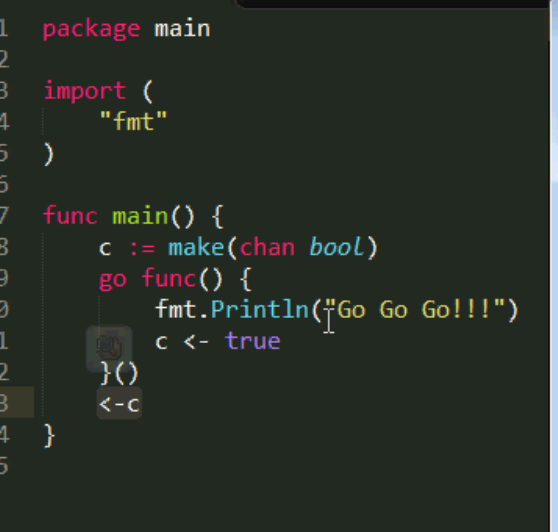 1 package main
2
3 import (
4     "fmt"
5 )
6
7 func main() {
8     c := make(chan bool)
9     go func() {
0         fmt.Println("Go Go Go!!!")
1         c <- true
2     }()
3     <-c
4 }
5